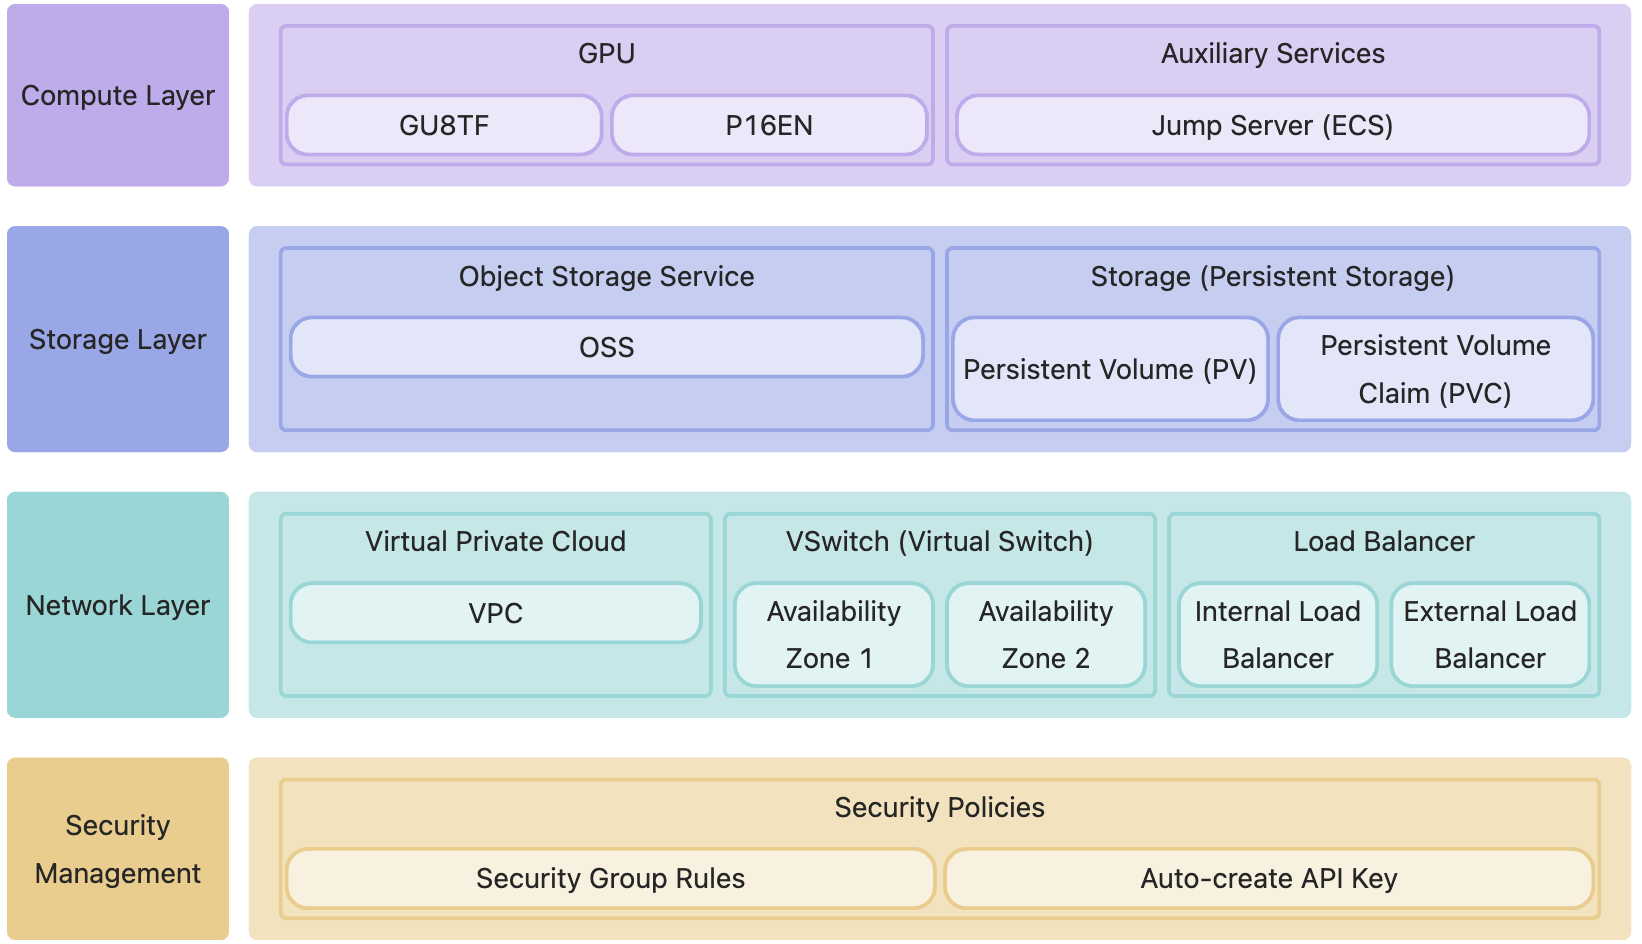 Compute Layer
GPU
GU8TF
P16EN
Auxiliary Services
Jump Server (ECS)
Storage Layer
Object Storage Service
OSS
Storage (Persistent Storage)
Persistent Volume (PV)
Persistent Volume
Claim (PVC)
Network Layer
Virtual Private Cloud
VPC
VSwitch (Virtual Switch)
Availability
Zone 1
Availability
Zone 2
Load Balancer
Internal Load
Balancer
External Load
Balancer
Security
Management
Security Policies
Security Group Rules
Auto-create API Key